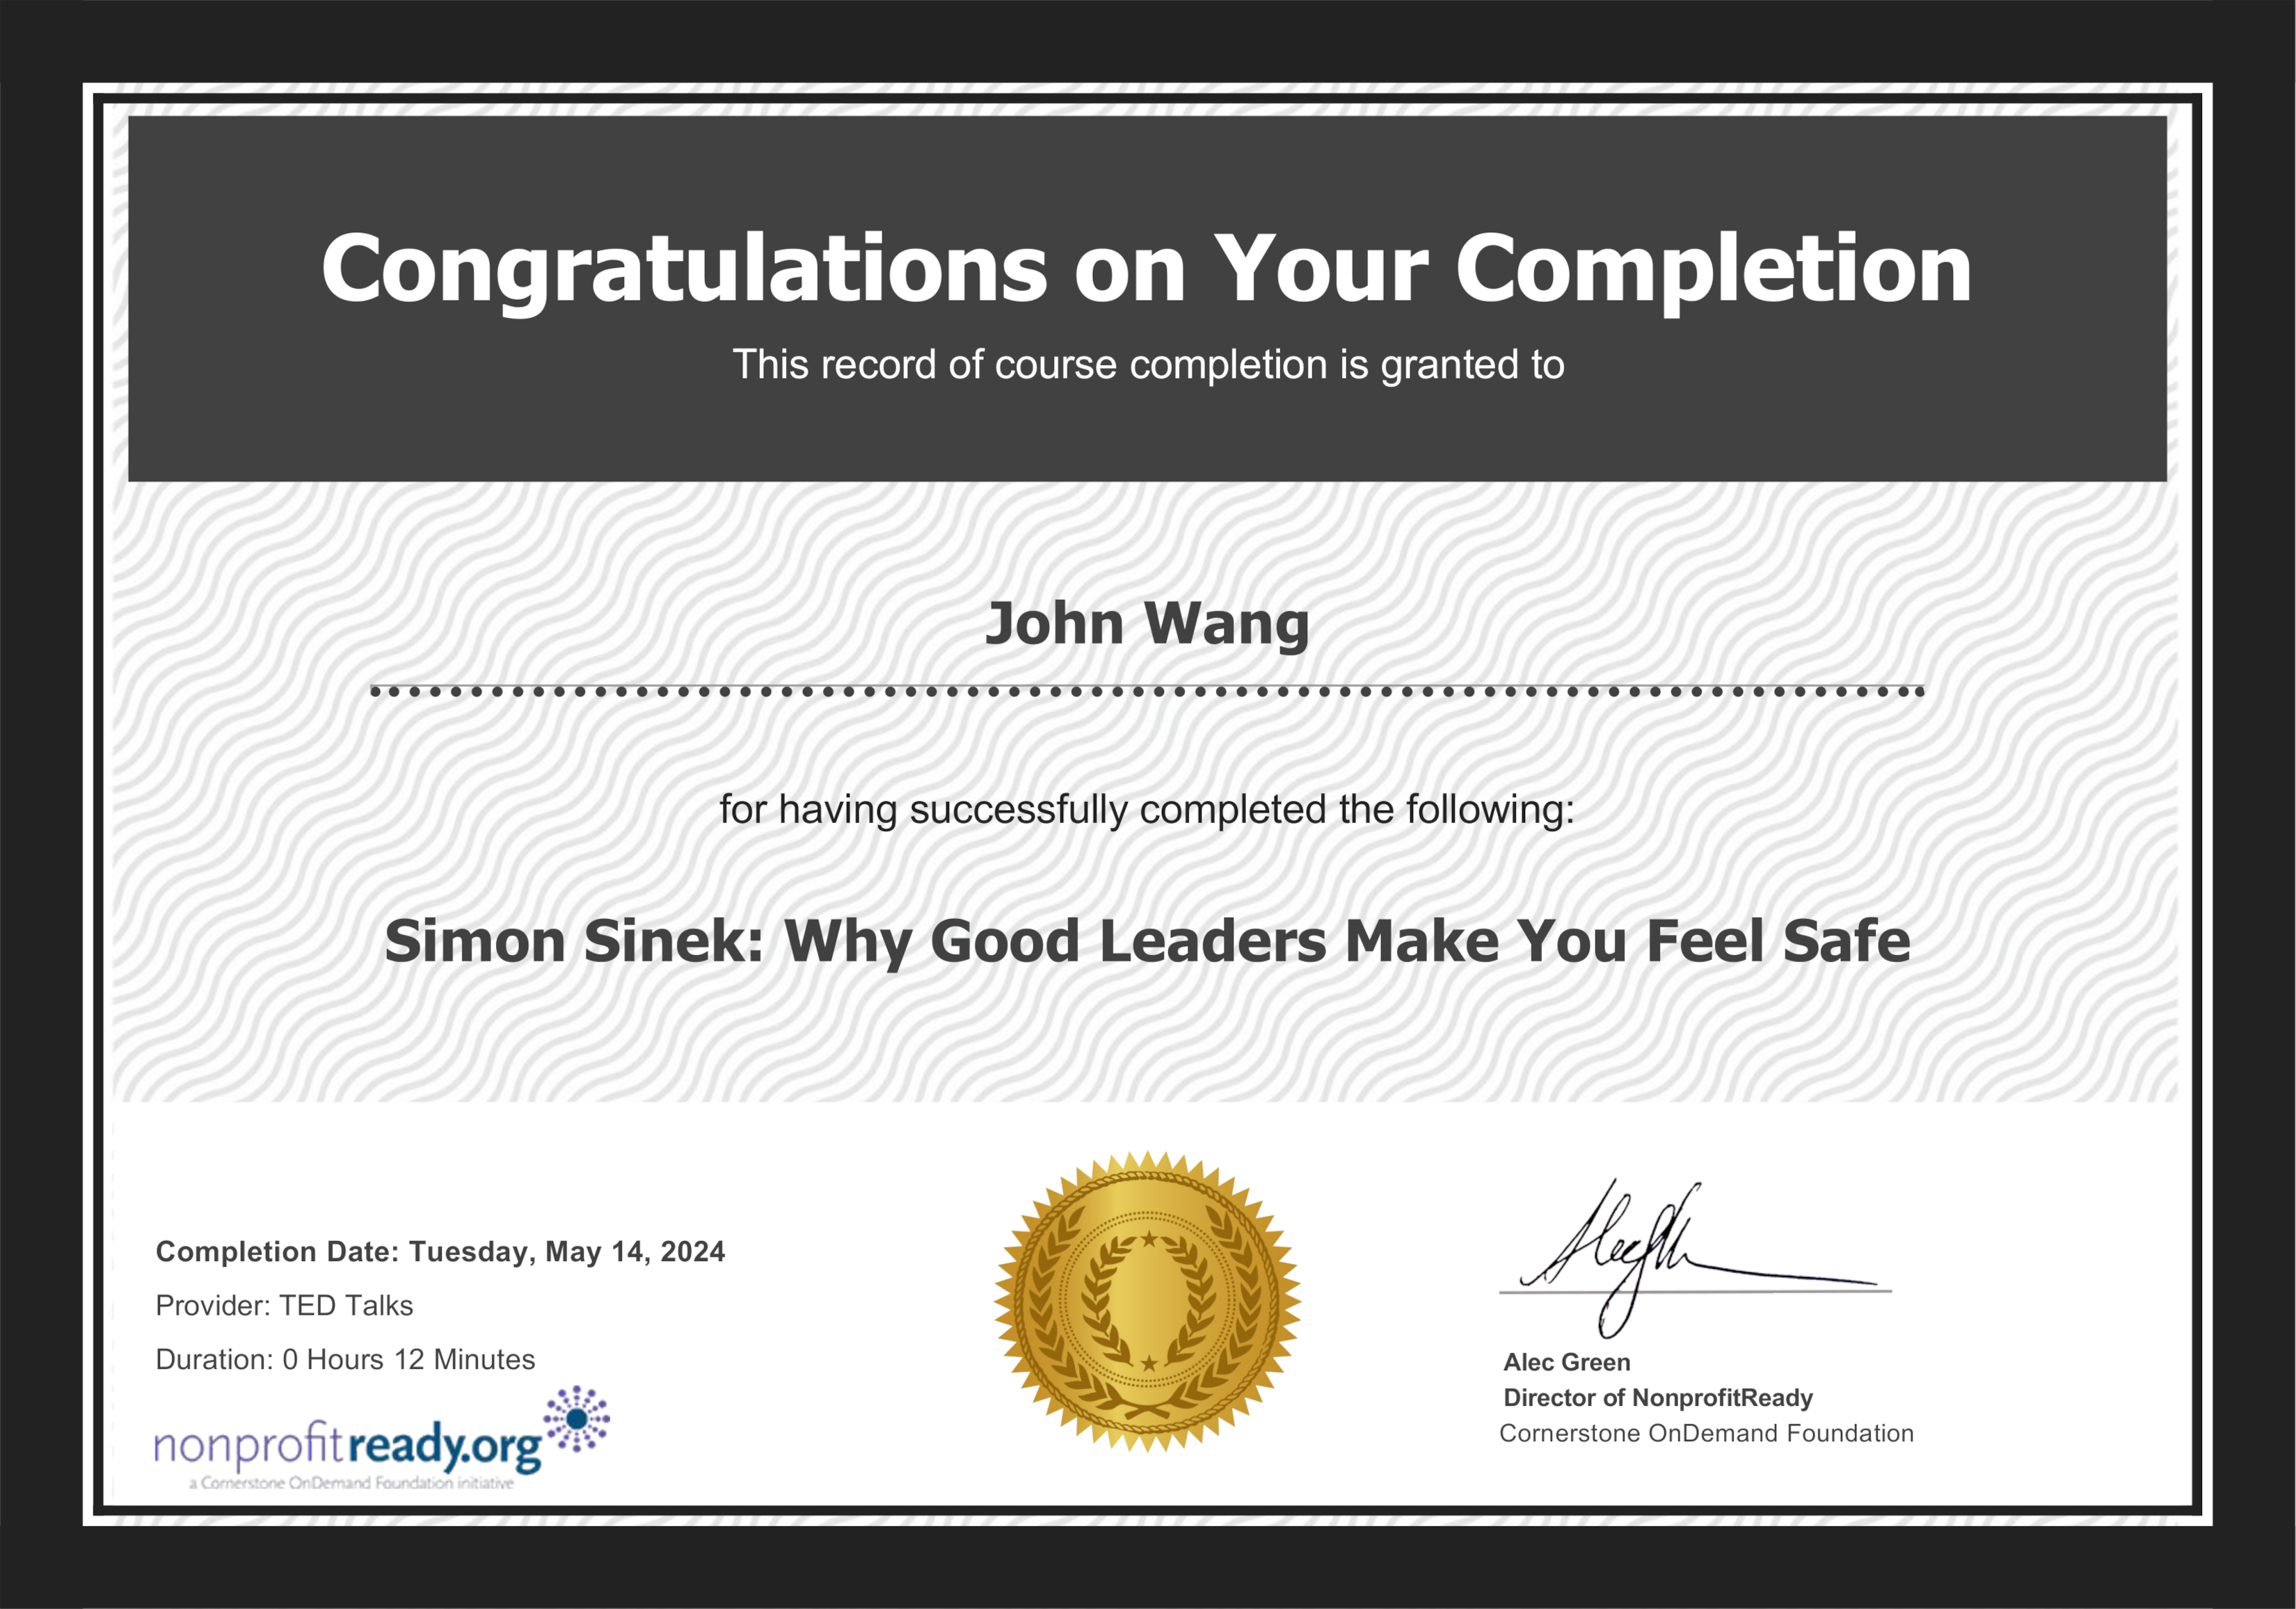 Congratulations on Your Completion
This record of course completion is granted to
John Wang
for having successfully completed the following:
Simon Sinek: Why Good Leaders Make You Feel Safe
Completion Date: Tuesday, May 14, 2024
Provider: TED Talks
Duration: 0 Hours 12 Minutes
nonprofitready.org
a Cornerstone OnDemand Foundation initiative
Alec Green
Director of NonprofitReady
Cornerstone OnDemand Foundation